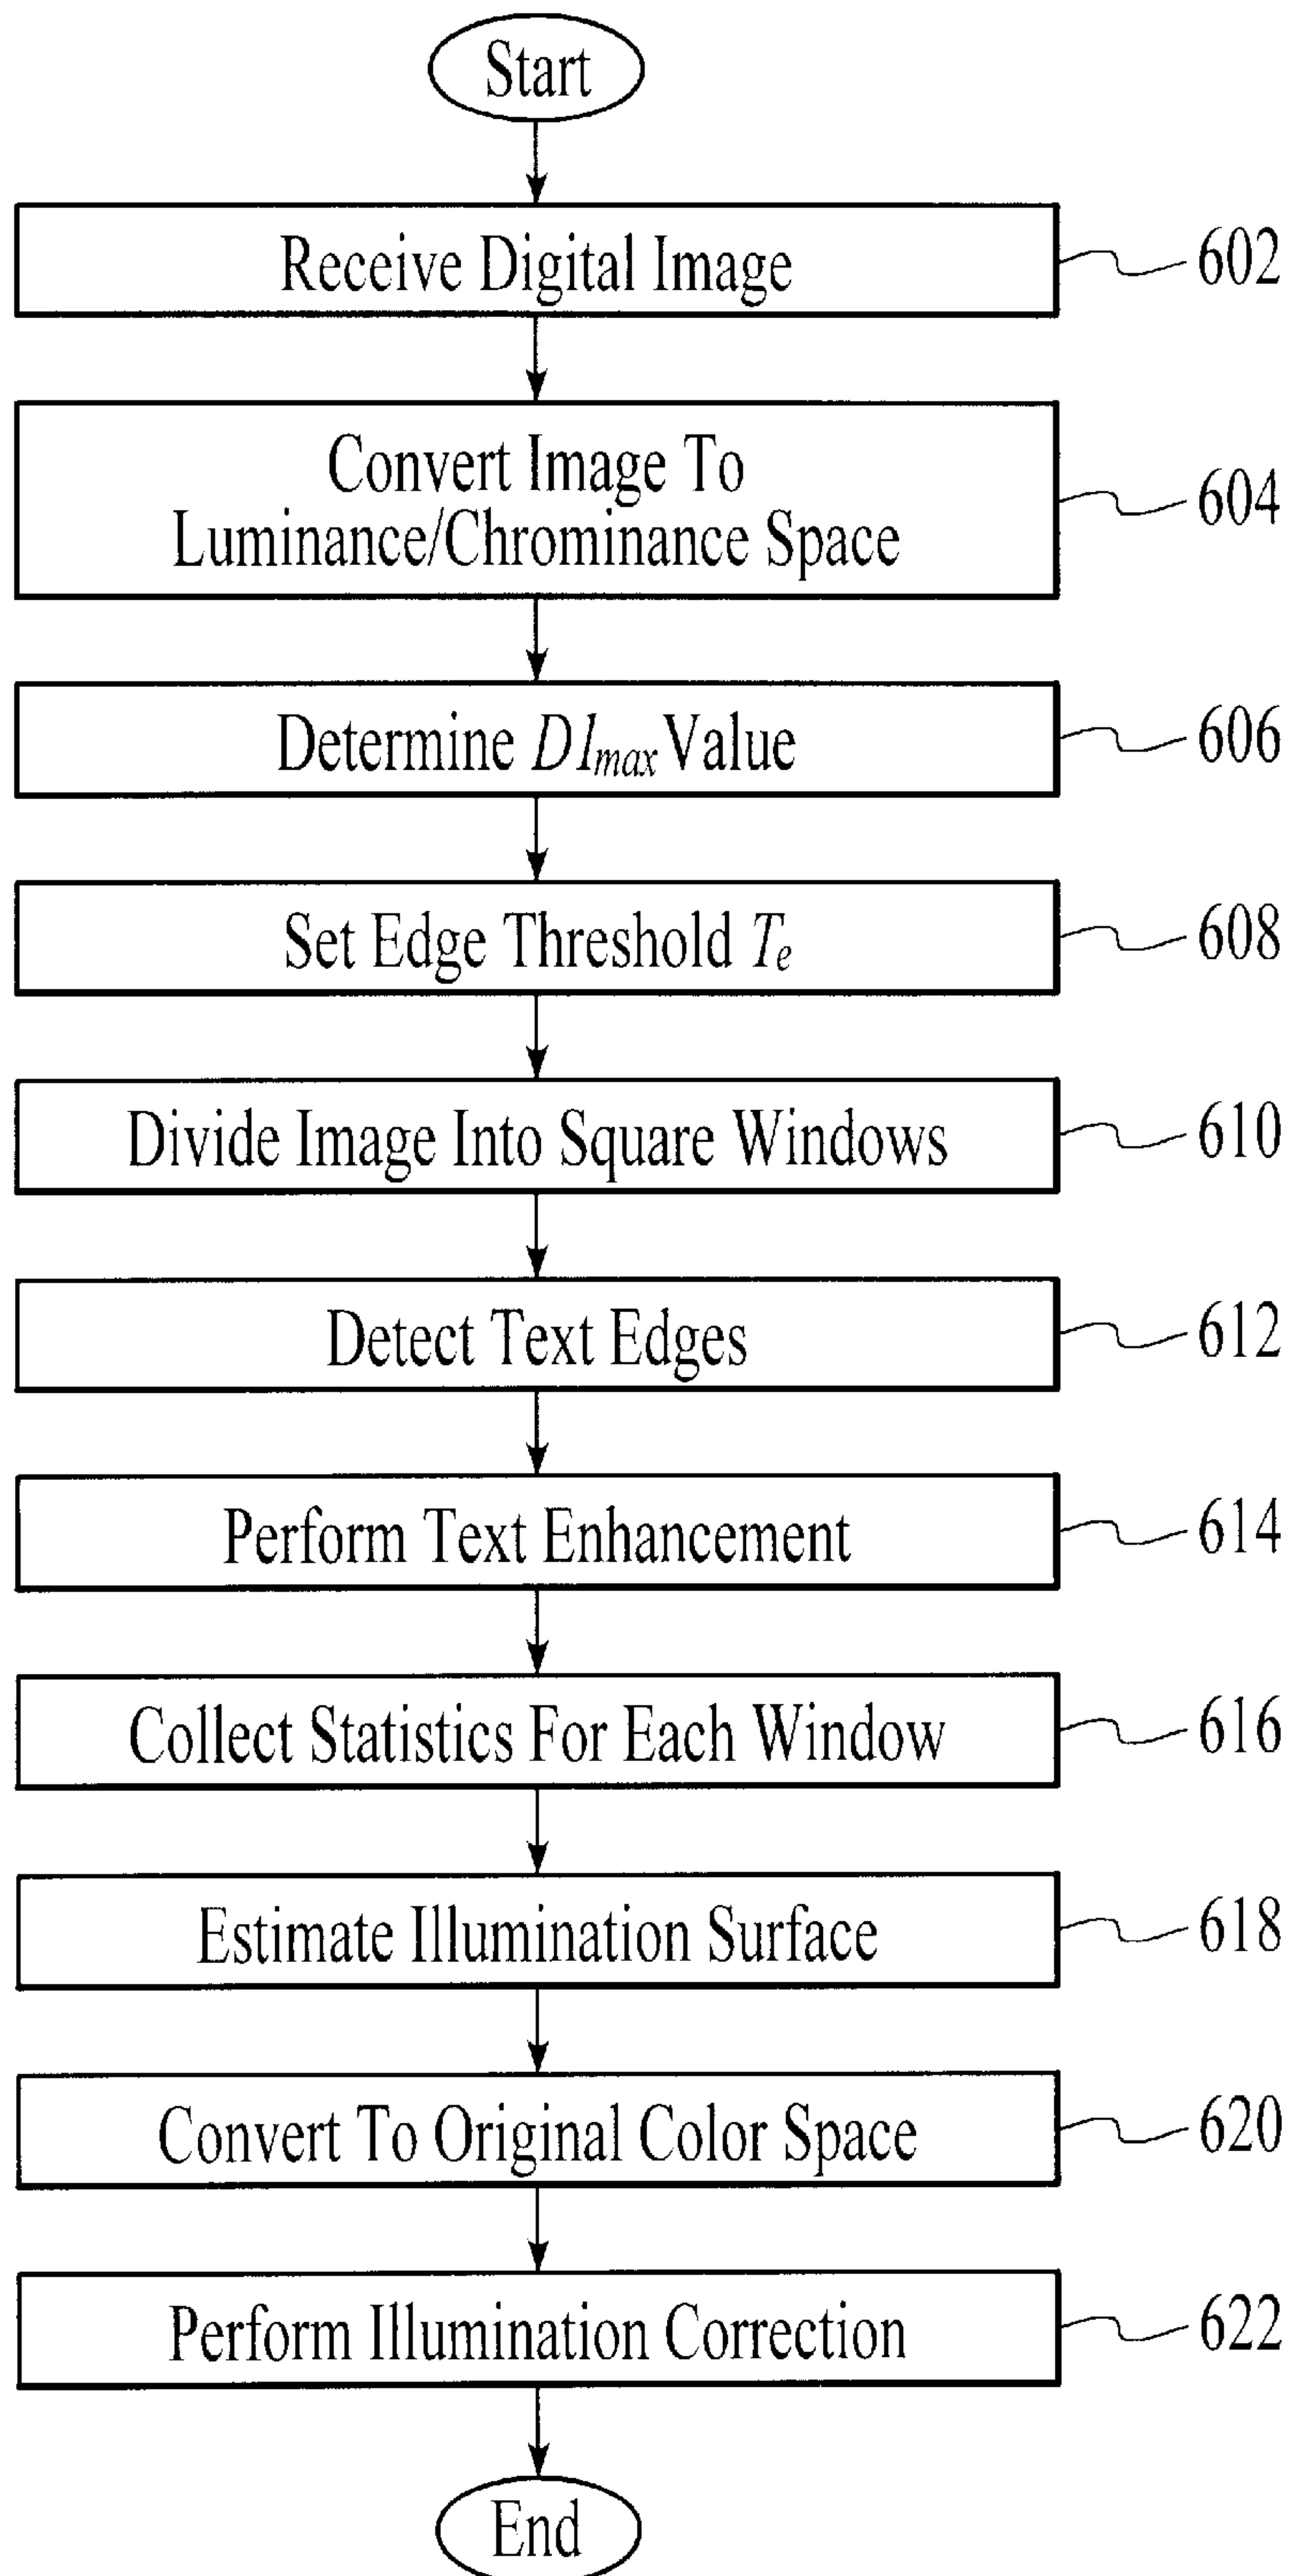 Start
Receive Digital Image
602
Convert Image To
Luminance/Chrominance Space
604
Determine D1max Value
606
Set Edge Threshold Te
608
Divide Image Into Square Windows
610
Detect Text Edges
612
Perform Text Enhancement
614
Collect Statistics For Each Window
616
Estimate Illumination Surface
618
Convert To Original Color Space
620
Perform Illumination Correction
622
End